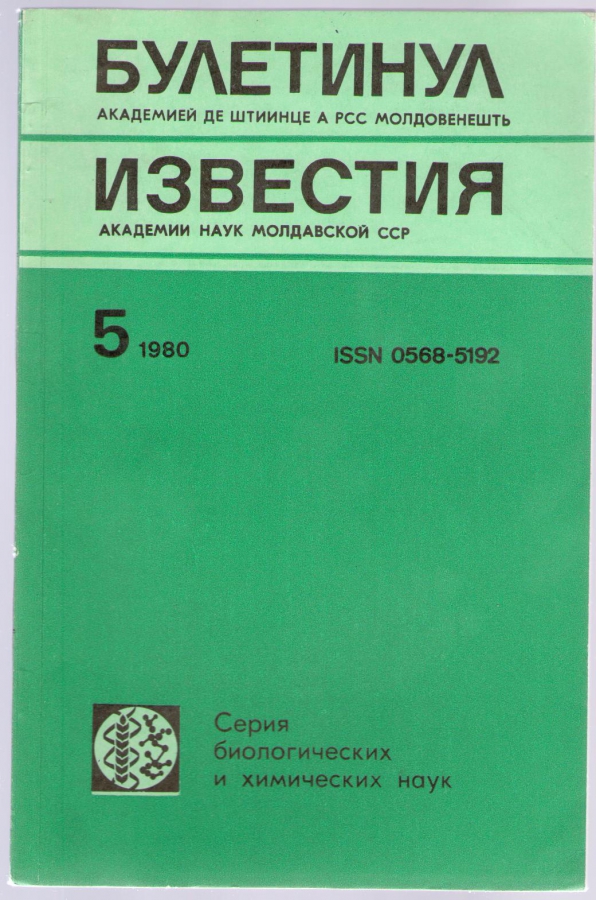 БУЛЕТИНУЛ
АКАДЕМИЕЙ ДЕ ШТИИНЦЕ А РСС МОЛДОВЕНЕШТЬ
ИЗВЕСТИЯ
АКАДЕМИИ НАУК МОЛДАВСКОЙ ССР
5 1980 ISSN 0568-5192
Серия
биологических
и химических наук